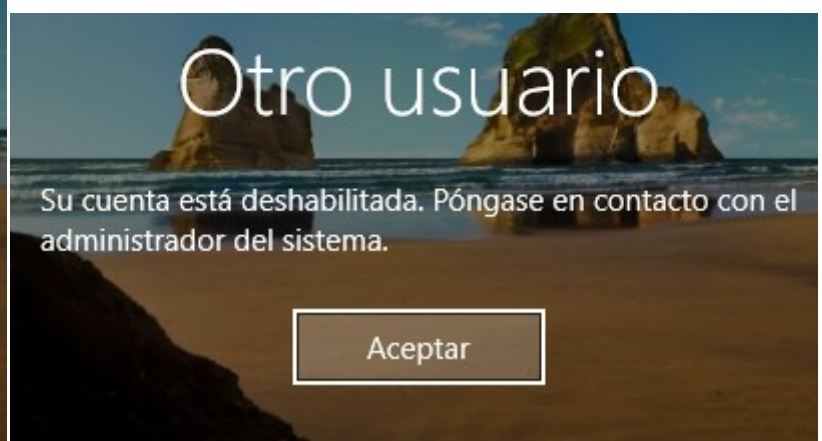 Otro usuario
Su cuenta está deshabilitada. Póngase en contacto con el
administrador del sistema.
Aceptar